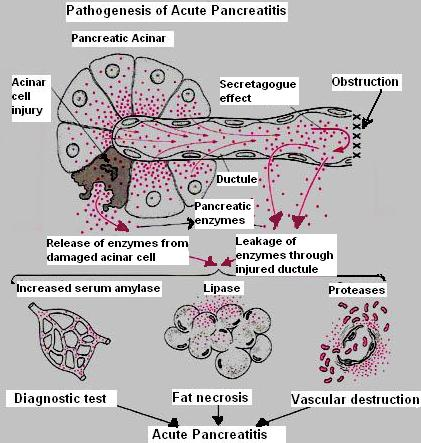 Pathogenesis of Acute Pancreatitis
Pancreatic Acinar
Acinar
cell
injury
Secretagogue
effect
Obstruction
Ductule
Pancreatic
enzymes
Release of enzymes from
damaged acinar cell
Leakage of
enzymes through
injured ductule
Increased serum amylase
Lipase
Proteases
Diagnostic test
Fat necrosis
Vascular destruction
Acute Pancreatitis